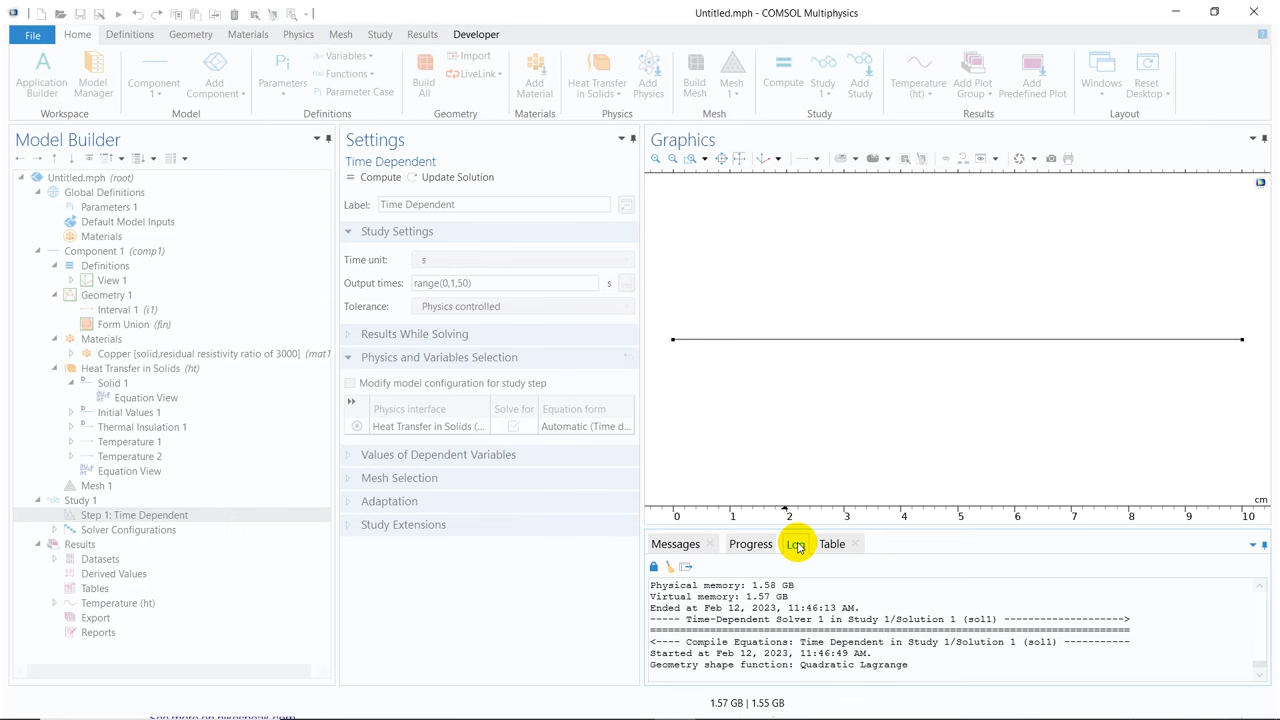 Untitled.mph - COMSOL Multiphysics
File Home Definitions Geometry Materials Physics Mesh Study Results Developer
Application Builder
Model Manager
Workspace
Component 1
Add Component
Model
Pi
Parameters
Variables
Functions
Parameter Case
Definitions
Build All
Import
LiveLink
Geometry
Add Material
Materials
Heat Transfer in Solids
Add Physics
Physics
Build Mesh
Mesh 1
Mesh
Compute
Study 1
Add Study
Study
Temperature (ht)
Add Plot Group
Add Predefined Plot
Results
Windows
Reset Desktop
Layout
Model Builder
Untitled.mph (root)
Global Definitions
Pi Parameters 1
Default Model Inputs
Materials
Component 1 (comp1)
Definitions
View 1
Geometry 1
Interval 1 (i1)
Form Union (fin)
Materials
Copper [solid,residual resistivity ratio of 3000] (mat1
Heat Transfer in Solids (ht)
Solid 1
Equation View
Initial Values 1
Thermal Insulation 1
Temperature 1
Temperature 2
Equation View
Mesh 1
Study 1
Step 1: Time Dependent
Solver Configurations
Results
Datasets
Derived Values
Tables
Temperature (ht)
Export
Reports
Settings
Time Dependent
= Compute Update Solution
Label: Time Dependent
Study Settings
Time unit: s
Output times: range(0,1,50) s
Tolerance: Physics controlled
Results While Solving
Physics and Variables Selection
Modify model configuration for study step
Physics interface Solve for Equation form
Heat Transfer in Solids (... Automatic (Time d...
Values of Dependent Variables
Mesh Selection
Adaptation
Study Extensions
Graphics
cm
0 1 2 3 4 5 6 7 8 9 10
Messages Progress Log Table
Physical memory: 1.58 GB
Virtual memory: 1.57 GB
Ended at Feb 12, 2023, 11:46:13 AM.
----- Time-Dependent Solver 1 in Study 1/Solution 1 (sol1) -------------------->
<---- Compile Equations: Time Dependent in Study 1/Solution 1 (sol1) -----------
Started at Feb 12, 2023, 11:46:49 AM.
Geometry shape function: Quadratic Lagrange
1.57 GB | 1.55 GB